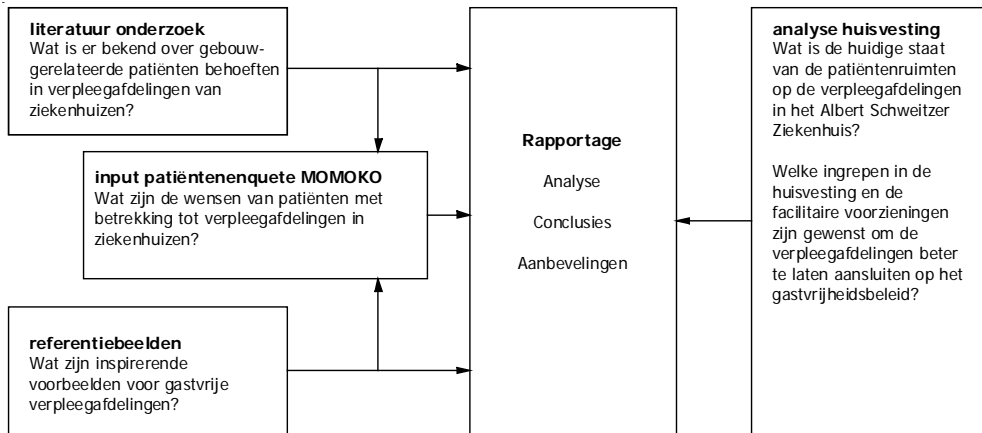 literatuur onderzoek
Wat is er bekend over gebouw-
gerelateerde patiënten behoeften
in verpleegafdelingen van
ziekenhuizen?
input patiëntenenquete MOMOKO
Wat zijn de wensen van patiënten met
betrekking tot verpleegafdelingen in
ziekenhuizen?
referentiebeelden
Wat zijn inspirerende
voorbeelden voor gastvrije
verpleegafdelingen?
Rapportage
Analyse
Conclusies
Aanbevelingen
analyse huisvesting
Wat is de huidige staat
van de patiëntenruimten
op de verpleegafdelingen
in het Albert Schweitzer
Ziekenhuis?
Welke ingrepen in de
huisvesting en de
facilitaire voorzieningen
zijn gewenst om de
verpleegafdelingen beter
te laten aansluiten op het
gastvrijheidsbeleid?